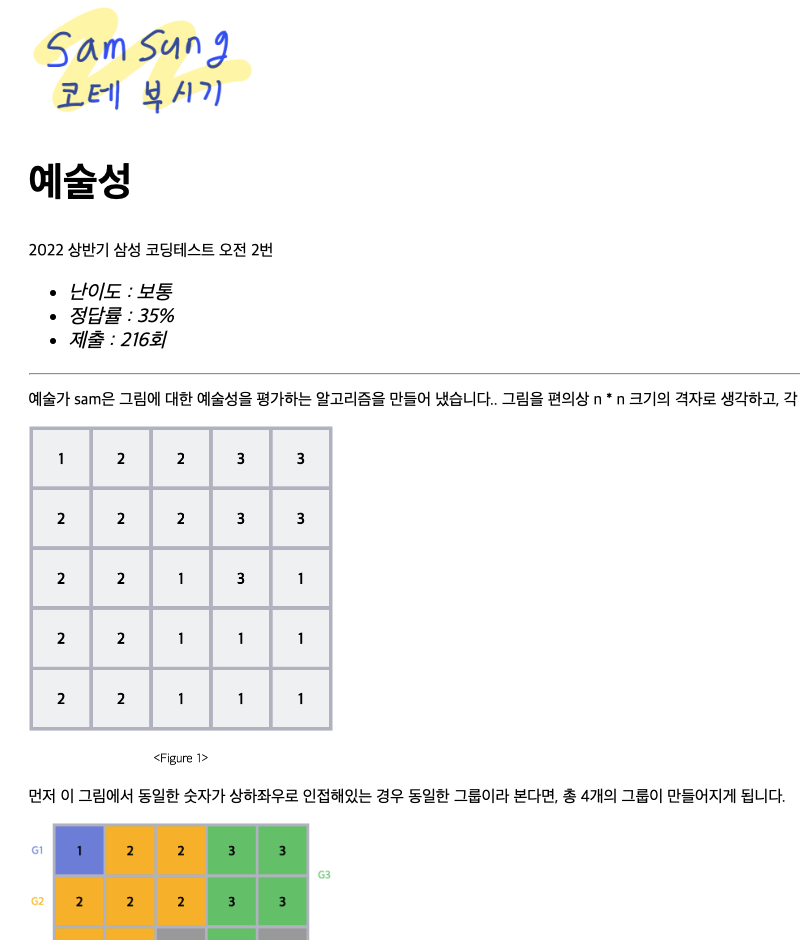 Samsung
코테 부시기
예술성
2022 상반기 삼성 코딩테스트 오전 2번
난이도 : 보통
정답률 : 35%
제출 : 216회
예술가 sam은 그림에 대한 예술성을 평가하는 알고리즘을 만들어 냈습니다.. 그림을 편의상 n * n 크기의 격자로 생각하고, 각
1 2 2 3 3
2 2 2 3 3
2 2 1 3 1
2 2 1 1 1
2 2 1 1 1
<Figure 1>
먼저 이 그림에서 동일한 숫자가 상하좌우로 인접해있는 경우 동일한 그룹이라 본다면, 총 4개의 그룹이 만들어지게 됩니다.
G1 1 2 2 3 3
G3
G2 2 2 2 3 3